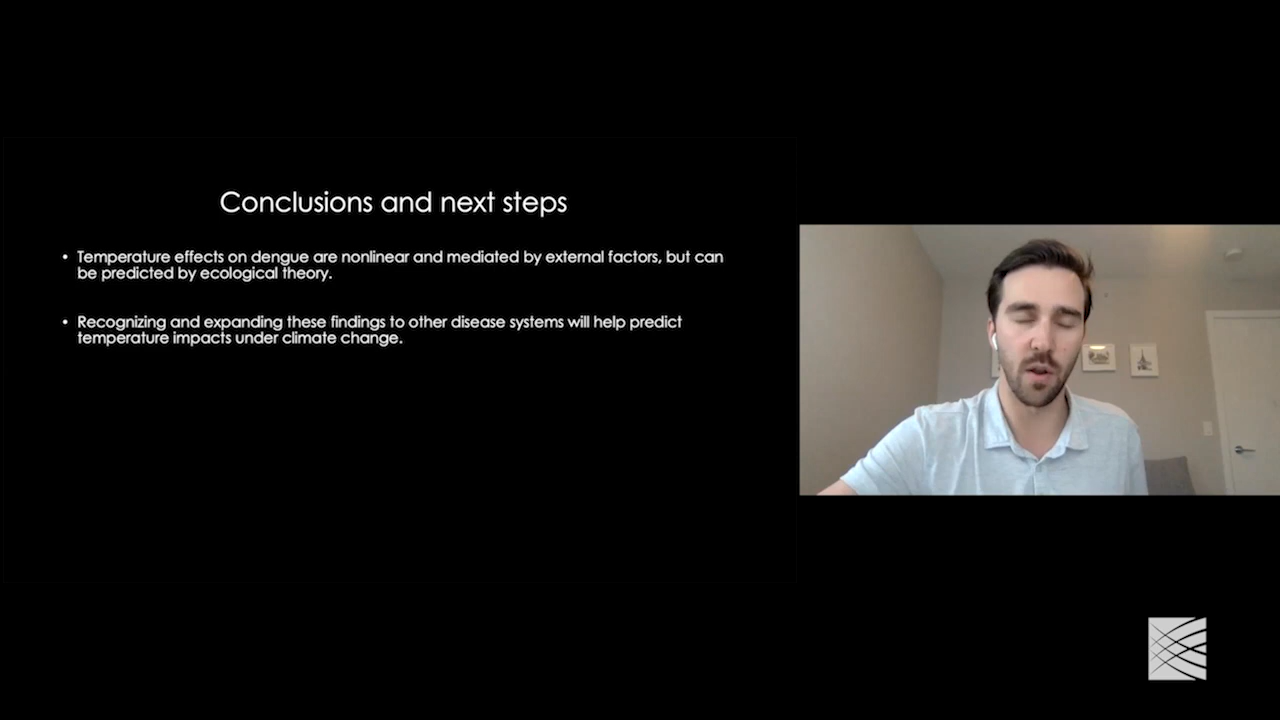 Conclusions and next steps
• Temperature effects on dengue are nonlinear and mediated by external factors, but can
be predicted by ecological theory.
• Recognizing and expanding these findings to other disease systems will help predict
temperature impacts under climate change.